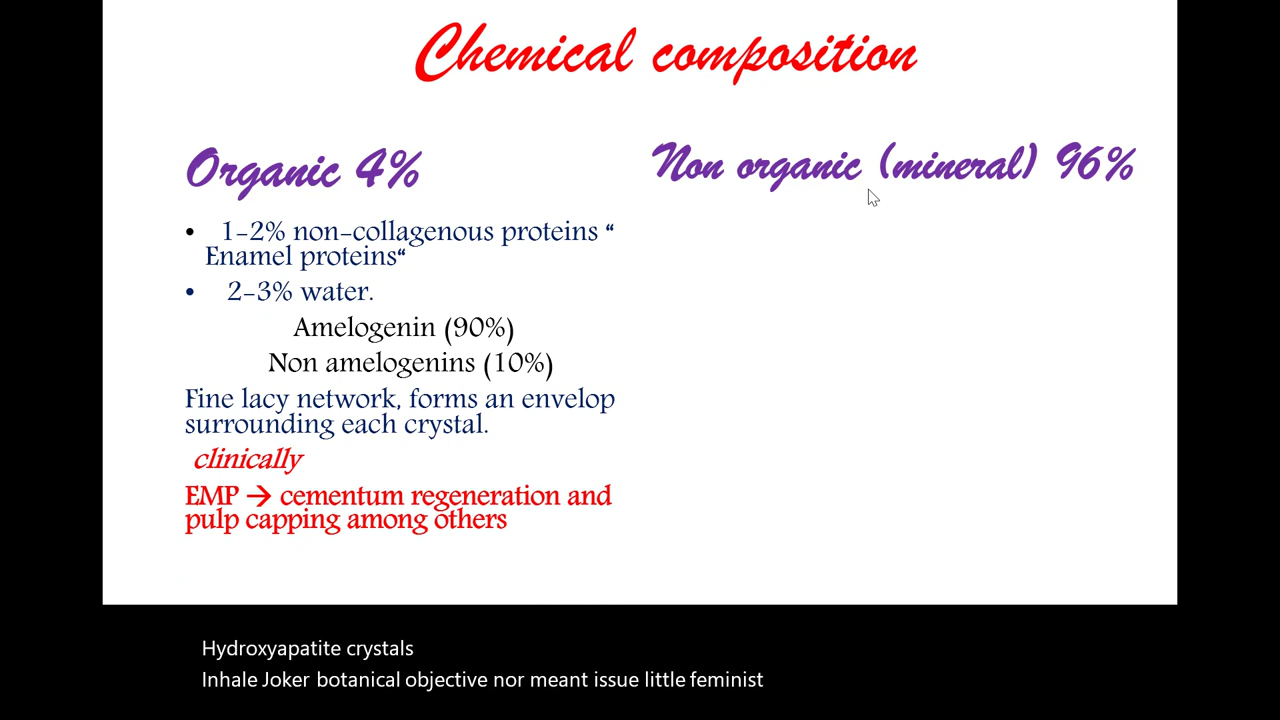 Chemical composition
Organic 4%
Non organic (mineral) 96%
• 1-2% non-collagenous proteins “
Enamel proteins“
• 2-3% water.
Amelogenin (90%)
Non amelogenins (10%)
Fine lacy network, forms an envelop
surrounding each crystal.
clinically
EMP → cementum regeneration and
pulp capping among others
Hydroxyapatite crystals
Inhale Joker botanical objective nor meant issue little feminist